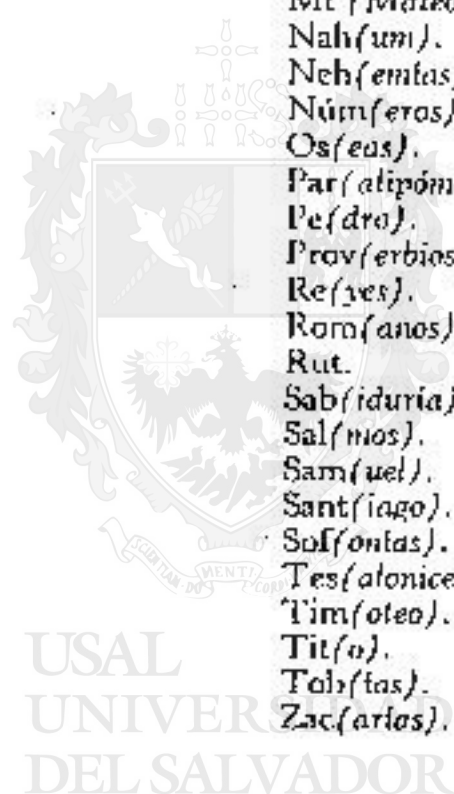 Nah(um).
Neh(emías)
Núm(eros)
Os(eas).
Par(alipóm
Pe(dro).
Prov(erbios
Re(yes).
Rom(anos)
Rut.
Sab(iduría)
Sal(mos).
Sam(uel).
Sant(iago).
Sof(onías).
Tes(alonice
Tim(oteo).
Tit(o).
Tob(ías).
Zac(arías).
USAL
UNIVERSIDAD
DEL SALVADOR